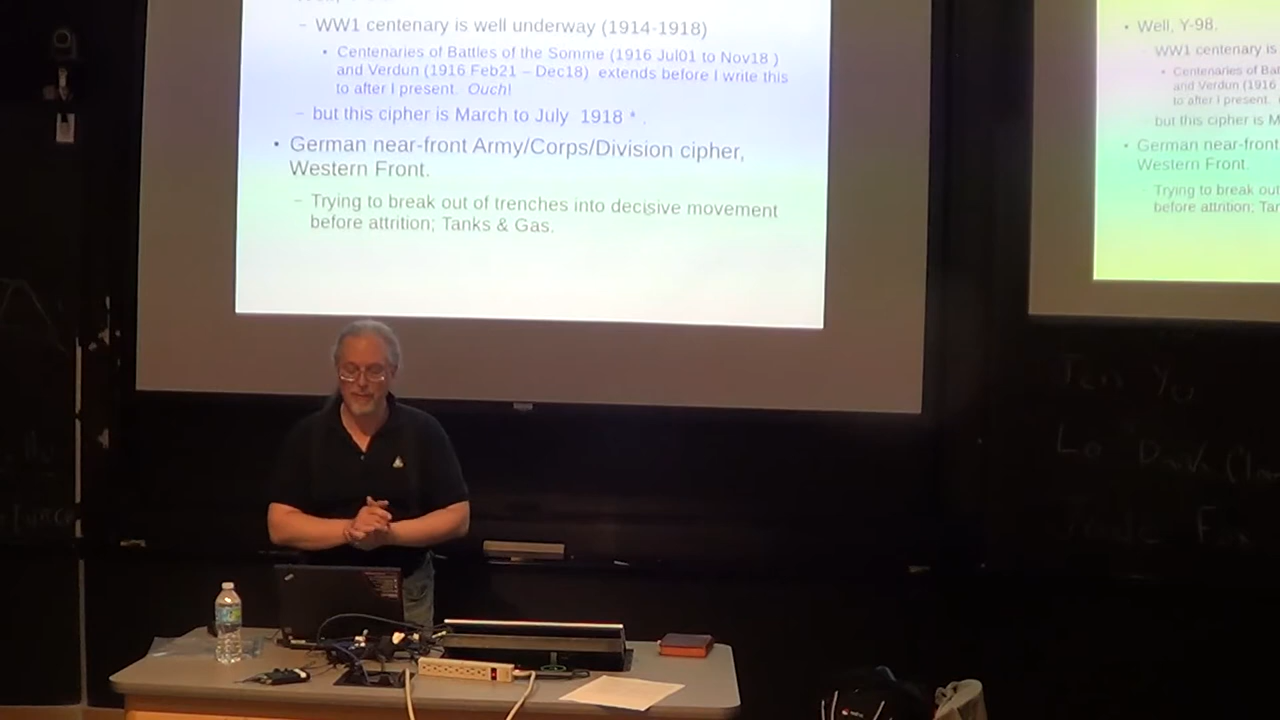 – WW1 centenary is well underway (1914-1918)
• Centenaries of Battles of the Somme (1916 Jul01 to Nov18 )
and Verdun (1916 Feb21 – Dec18) extends before I write this
to after I present. Ouch!
– but this cipher is March to July 1918 * .
• German near-front Army/Corps/Division cipher,
Western Front.
– Trying to break out of trenches into decisive movement
before attrition; Tanks & Gas.
• Well, Y-98.
WW1 centenary is
• Centenaries of Bat
and Verdun (1916
to after I present.
but this cipher is M
• German near-front
Western Front.
Trying to break out
before attrition; Tan